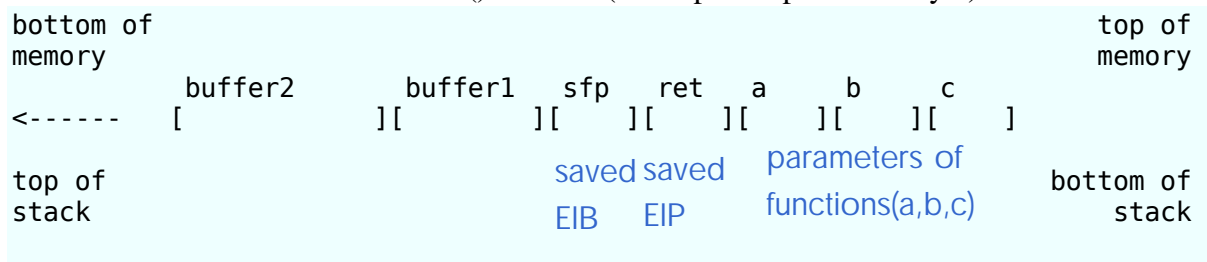 bottom of top of
memory memory
buffer2 buffer1 sfp ret a b c
<------ [ ][ ][ ][ ][ ][ ][ ]
saved saved parameters of
top of bottom of
stack EIB EIP functions(a,b,c) stack